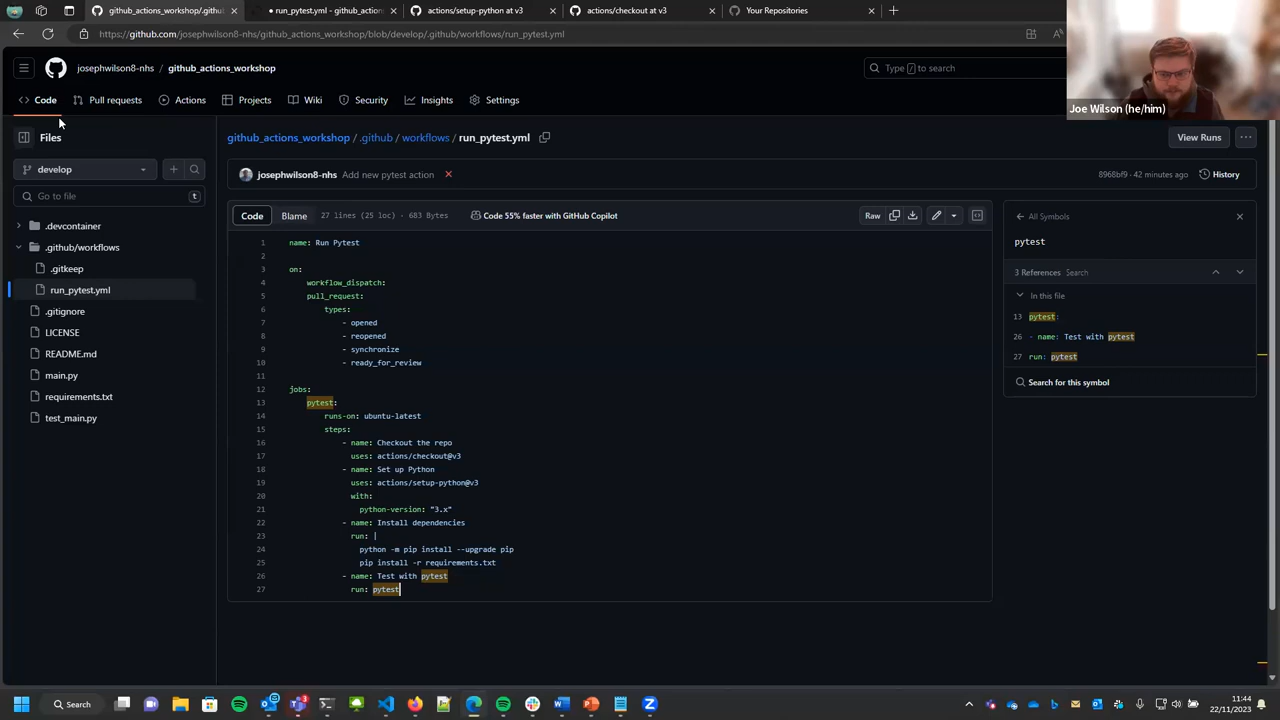 github_actions_workshop/.github
run_pytest.yml - github_actions
actions/setup-python at v3
actions/checkout at v3
Your Repositories
https://github.com/josephwilson8-nhs/github_actions_workshop/blob/develop/.github/workflows/run_pytest.yml
josephwilson8-nhs / github_actions_workshop
Type / to search
Code
Pull requests
Actions
Projects
Wiki
Security
Insights
Settings
Joe Wilson (he/him)
Files
develop
Go to file
t
.devcontainer
.github/workflows
.gitkeep
run_pytest.yml
.gitignore
LICENSE
README.md
main.py
requirements.txt
test_main.py
github_actions_workshop / .github / workflows / run_pytest.yml
View Runs
josephwilson8-nhs Add new pytest action
8968bf9 · 42 minutes ago
History
Code
Blame
27 lines (25 loc) · 683 Bytes
Code 55% faster with GitHub Copilot
Raw
1 name: Run Pytest
2
3 on:
4 workflow_dispatch:
5 pull_request:
6 types:
7 - opened
8 - reopened
9 - synchronize
10 - ready_for_review
11
12 jobs:
13 pytest:
14 runs-on: ubuntu-latest
15 steps:
16 - name: Checkout the repo
17 uses: actions/checkout@v3
18 - name: Set up Python
19 uses: actions/setup-python@v3
20 with:
21 python-version: "3.x"
22 - name: Install dependencies
23 run: |
24 python -m pip install --upgrade pip
25 pip install -r requirements.txt
26 - name: Test with pytest
27 run: pytest
All Symbols
pytest
3 References Search
In this file
13 pytest:
26 - name: Test with pytest
27 run: pytest
Search for this symbol
Search
11:44
22/11/2023